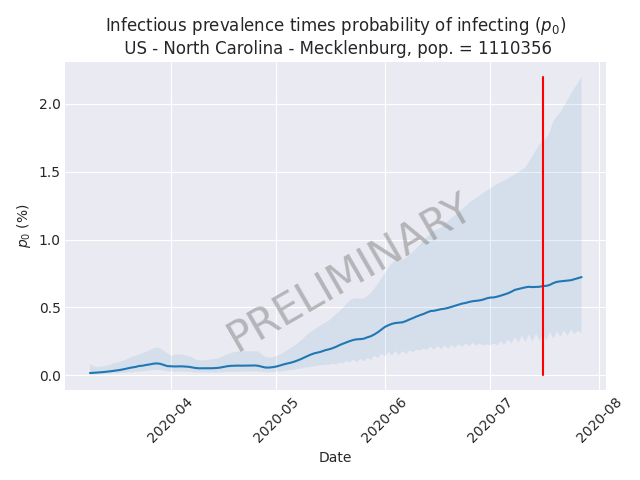 Infectious prevalence times probability of infecting (p₀)
US - North Carolina - Mecklenburg, pop. = 1110356
2.0
1.5
1.0
0.5
0.0
p₀ (%)
PRELIMINARY
2020-04
2020-05
2020-06
2020-07
2020-08
Date